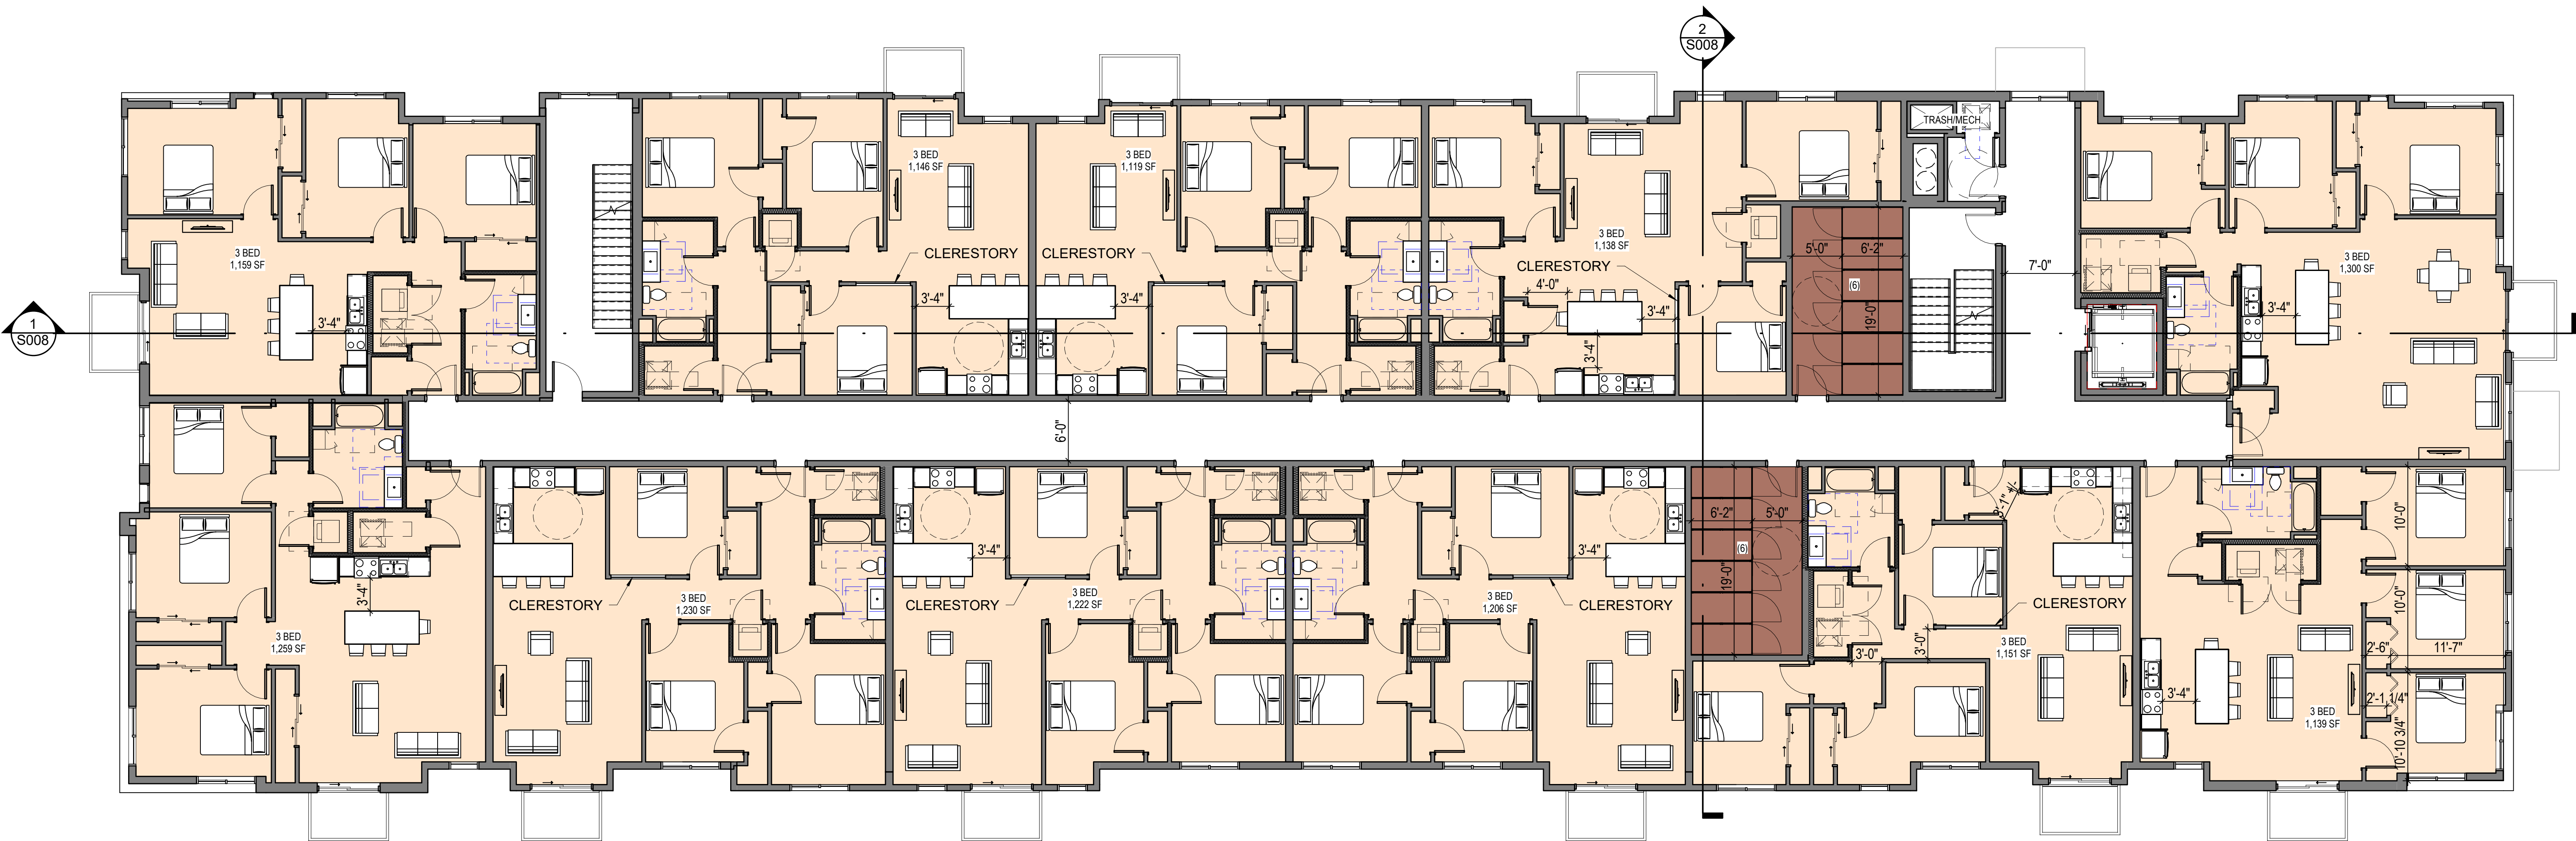 2
S008
TRASH/MECH
3 BED
1,146 SF
3 BED
1,119 SF
3 BED
1,138 SF
3 BED
1,159 SF
3 BED
1,300 SF
CLERESTORY
CLERESTORY
CLERESTORY
5'-0"
6'-2"
(6)
19'-0"
7'-0"
4'-0"
3'-4"
3'-4"
3'-4"
3'-4"
3'-4"
3'-4"
1
S008
6'-0"
6'-2"
5'-0"
(6)
19'-0"
3'-1" +/-
10'-0"
3'-4"
3'-4"
3'-4"
CLERESTORY
CLERESTORY
CLERESTORY
CLERESTORY
3 BED
1,230 SF
3 BED
1,222 SF
3 BED
1,206 SF
3 BED
1,259 SF
3 BED
1,151 SF
3'-0"
3'-0"
10'-0"
2'-6"
11'-7"
2'-1 1/4"
3'-4"
3 BED
1,139 SF
10'-10 3/4"